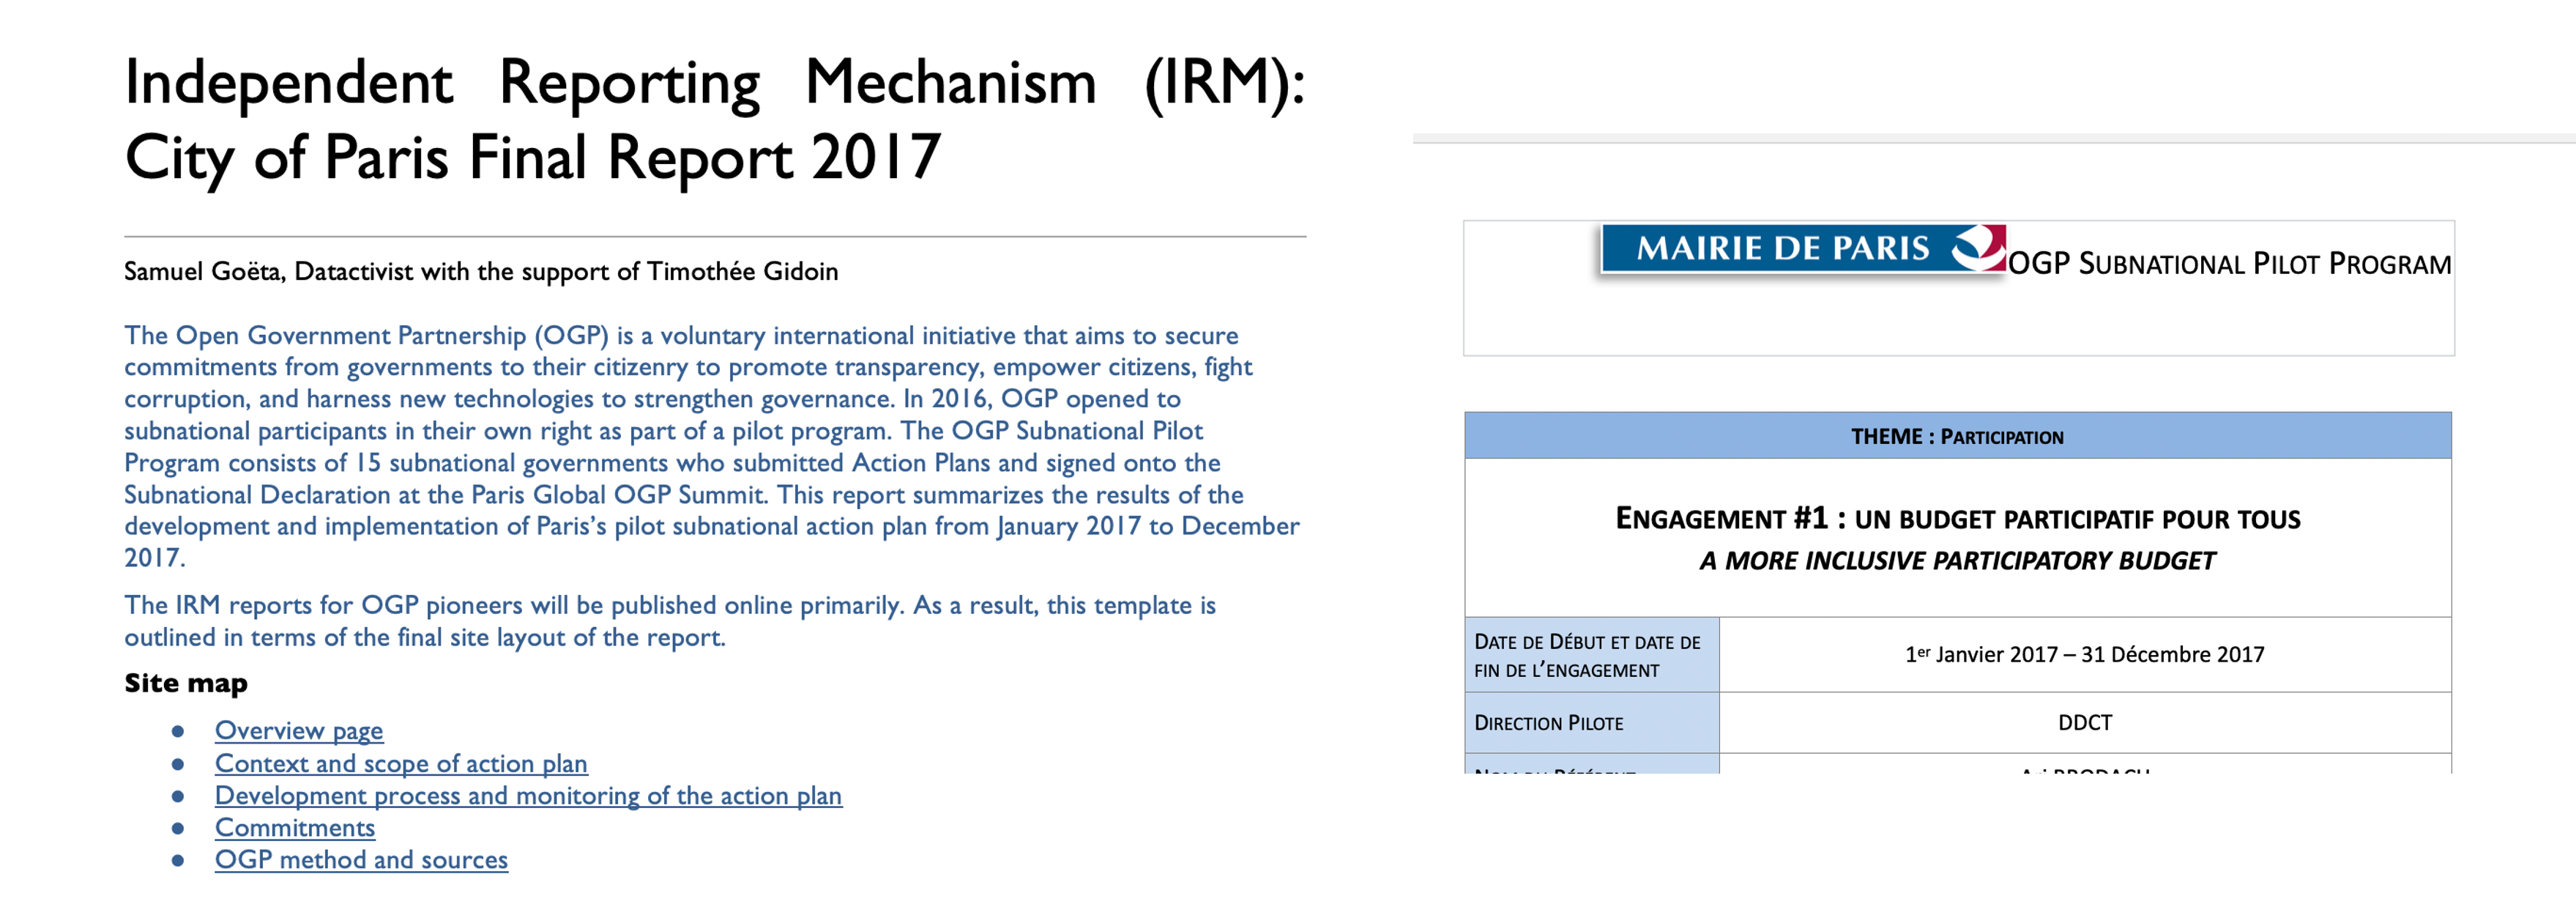 Independent Reporting Mechanism (IRM):
City of Paris Final Report 2017
Samuel Goëta, Datactivist with the support of Timothée Gidoin
The Open Government Partnership (OGP) is a voluntary international initiative that aims to secure
commitments from governments to their citizenry to promote transparency, empower citizens, fight
corruption, and harness new technologies to strengthen governance. In 2016, OGP opened to
subnational participants in their own right as part of a pilot program. The OGP Subnational Pilot
Program consists of 15 subnational governments who submitted Action Plans and signed onto the
Subnational Declaration at the Paris Global OGP Summit. This report summarizes the results of the
development and implementation of Paris's pilot subnational action plan from January 2017 to December
2017.
The IRM reports for OGP pioneers will be published online primarily. As a result, this template is
outlined in terms of the final site layout of the report.
Site map
● Overview page
● Context and scope of action plan
● Development process and monitoring of the action plan
● Commitments
● OGP method and sources
MAIRIE DE PARIS
OGP SUBNATIONAL PILOT PROGRAM
THEME : PARTICIPATION
ENGAGEMENT #1 : UN BUDGET PARTICIPATIF POUR TOUS
A MORE INCLUSIVE PARTICIPATORY BUDGET
DATE DE DÉBUT ET DATE DE
FIN DE L'ENGAGEMENT
1er Janvier 2017 – 31 Décembre 2017
DIRECTION PILOTE
DDCT